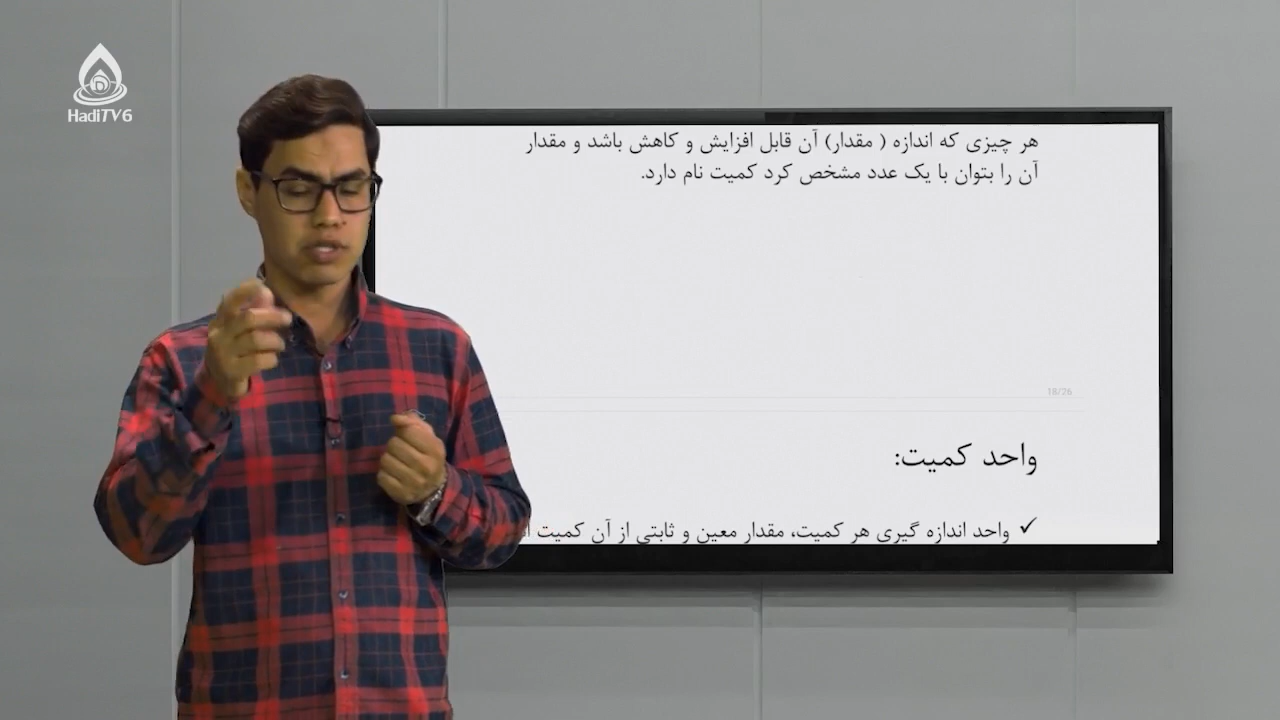 HadiTV6
هر چیزی که اندازه ( مقدار) آن قابل افزایش و کاهش باشد و مقدار
آن را بتوان با یک عدد مشخص کرد کمیت نام دارد.
18/26
واحد کمیت:
✓ واحد اندازه گیری هر کمیت، مقدار معین و ثابتی از آن کمیت